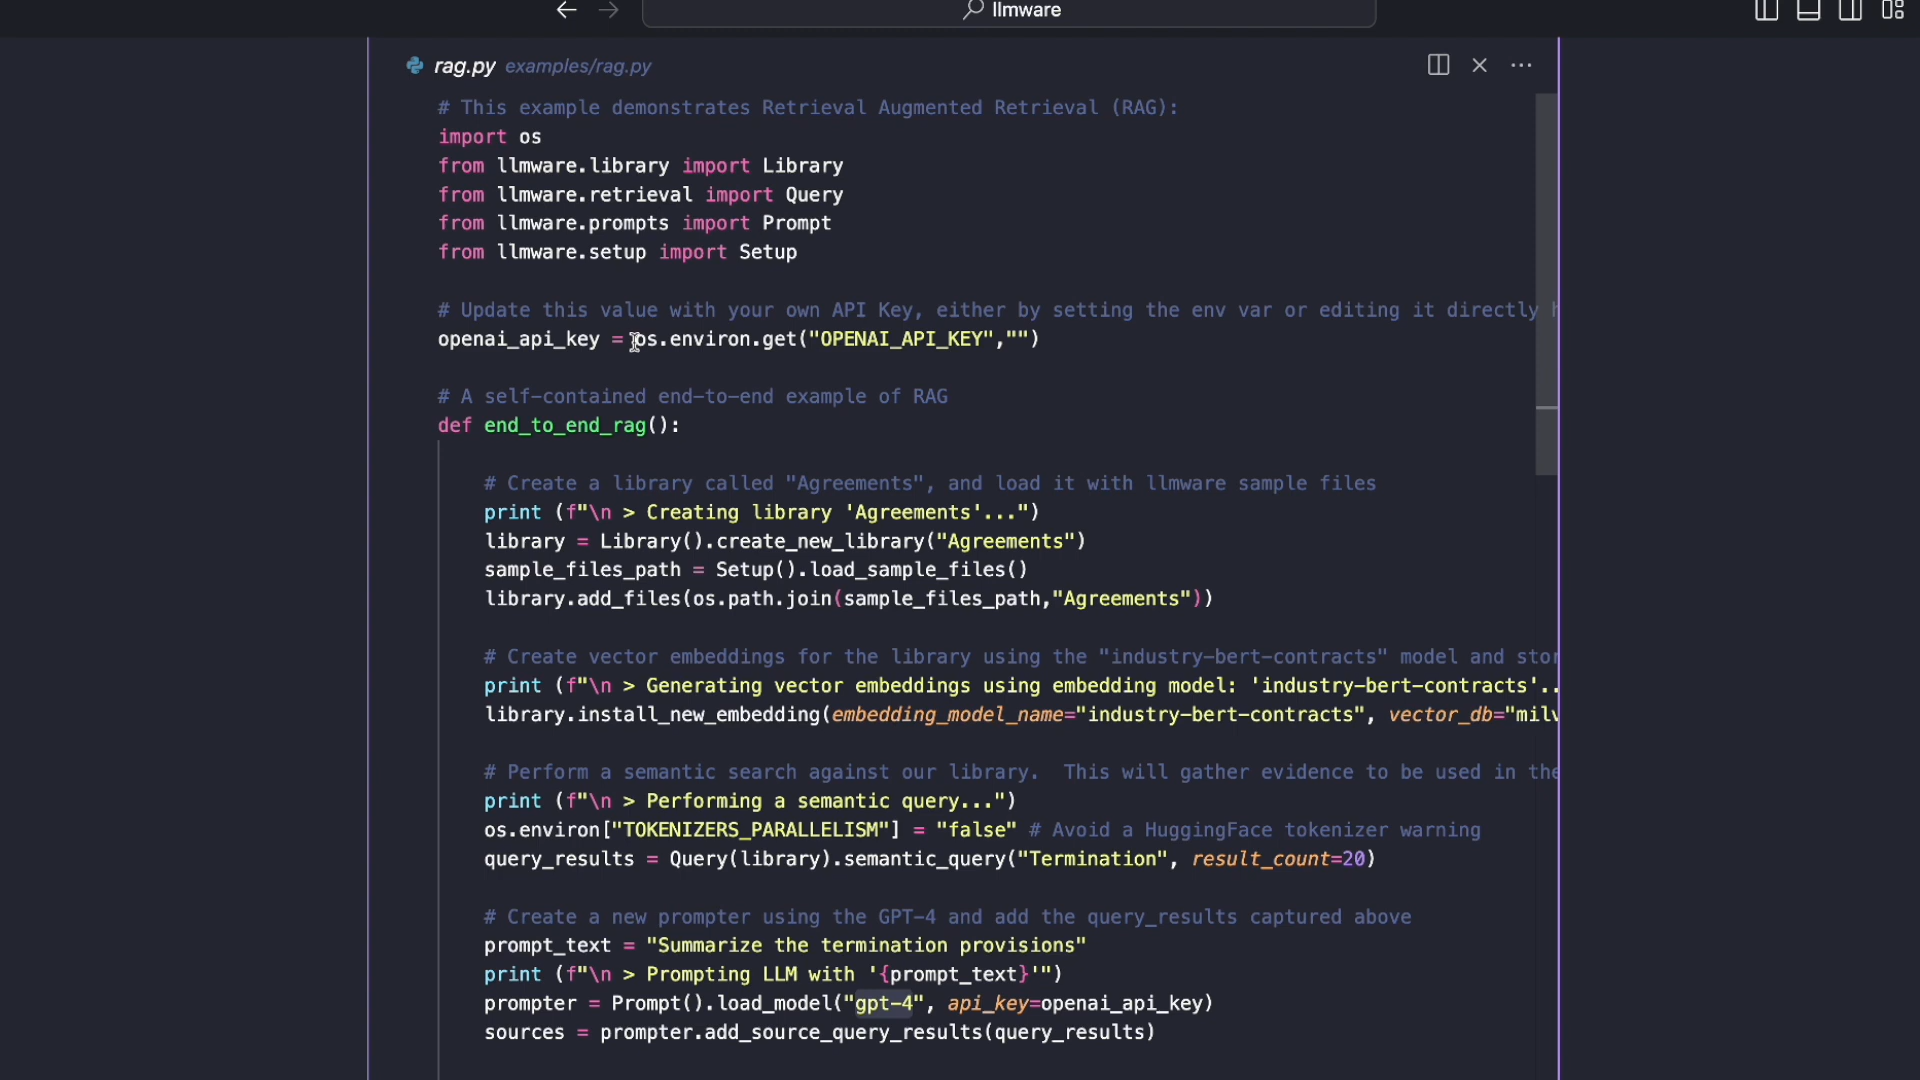 llmware
rag.py examples/rag.py
# This example demonstrates Retrieval Augmented Retrieval (RAG):
import os
from llmware.library import Library
from llmware.retrieval import Query
from llmware.prompts import Prompt
from llmware.setup import Setup
# Update this value with your own API Key, either by setting the env var or editing it directly h
openai_api_key = os.environ.get("OPENAI_API_KEY","")
# A self-contained end-to-end example of RAG
def end_to_end_rag():
# Create a library called "Agreements", and load it with llmware sample files
print (f"\n > Creating library 'Agreements'...")
library = Library().create_new_library("Agreements")
sample_files_path = Setup().load_sample_files()
library.add_files(os.path.join(sample_files_path,"Agreements"))
# Create vector embeddings for the library using the "industry-bert-contracts" model and stor
print (f"\n > Generating vector embeddings using embedding model: 'industry-bert-contracts'..
library.install_new_embedding(embedding_model_name="industry-bert-contracts", vector_db="milv
# Perform a semantic search against our library.  This will gather evidence to be used in the
print (f"\n > Performing a semantic query...")
os.environ["TOKENIZERS_PARALLELISM"] = "false" # Avoid a HuggingFace tokenizer warning
query_results = Query(library).semantic_query("Termination", result_count=20)
# Create a new prompter using the GPT-4 and add the query_results captured above
prompt_text = "Summarize the termination provisions"
print (f"\n > Prompting LLM with '{prompt_text}'")
prompter = Prompt().load_model("gpt-4", api_key=openai_api_key)
sources = prompter.add_source_query_results(query_results)